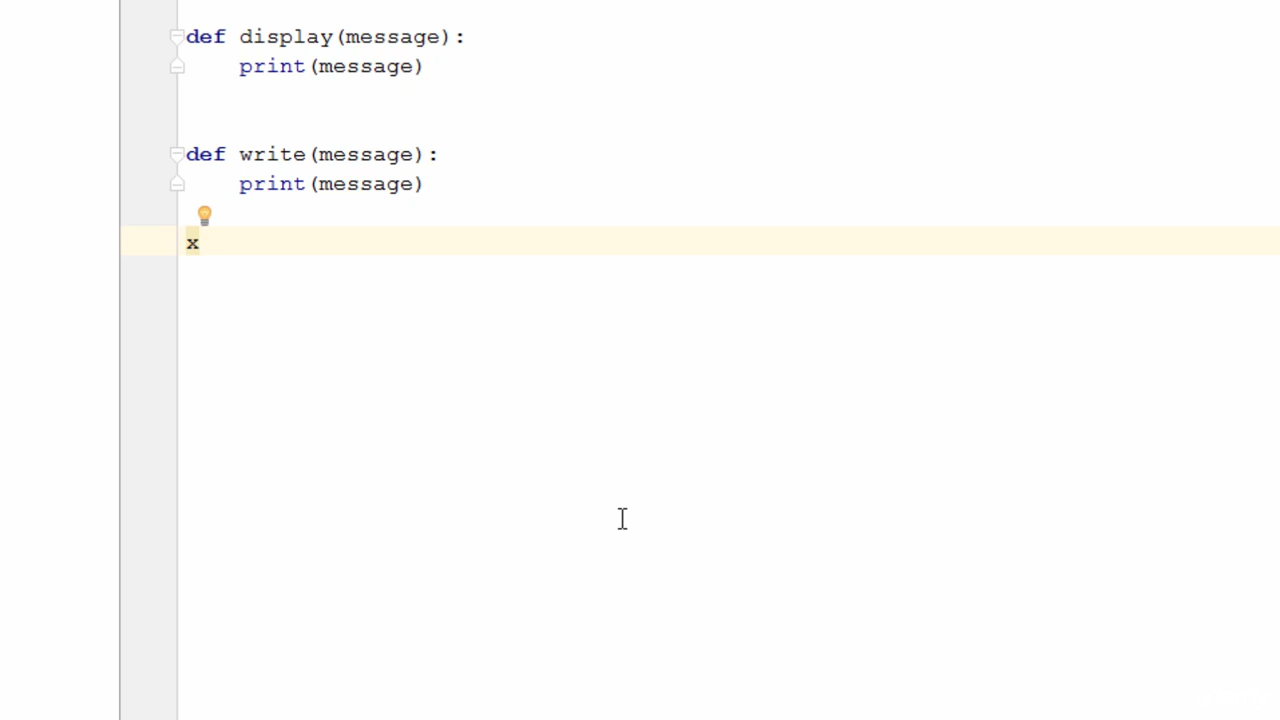 def display(message):
    print(message)
def write(message):
    print(message)
x